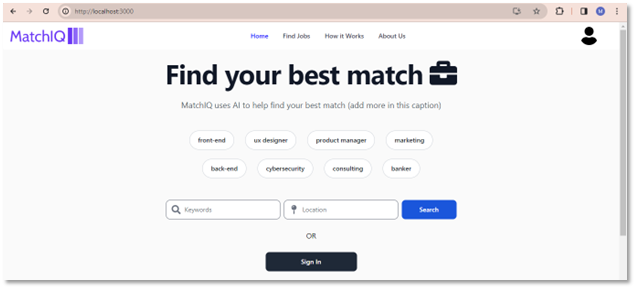 http://localhost:3000
M
MatchIQ
Home Find Jobs How it Works About Us
Find your best match
MatchIQ uses AI to help find your best match (add more in this caption)
front-end ux designer product manager marketing
back-end cybersecurity consulting banker
Keywords Location Search
OR
Sign In